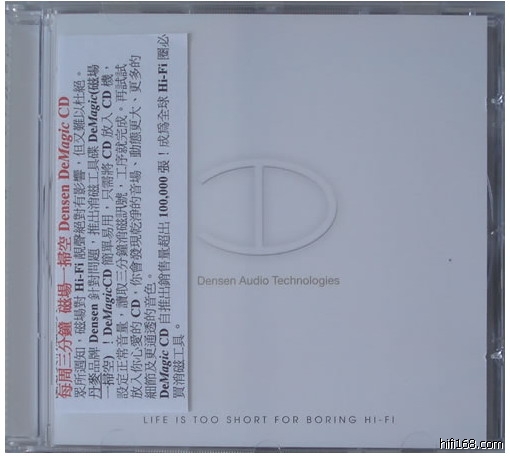 每周三分鐘 磁場一掃空 Densen DeMagic CD
眾所週知，磁場對 Hi-Fi 靚聲絕對有影響，但又難以杜絕。
丹麥品牌 Densen 針對問題，推出消磁工具碟 DeMagic(磁場
一掃空)！DeMagicCD 簡單易用，只需將 CD 放入 CD 機，
設定正常音量，讀取三分鐘消磁訊號，工序就完成。再試試
放入你心愛的 CD，你會發現乾淨的音場、動態更大、更多的
細節及更通透的音色。
DeMagic CD 自推出銷售量超出 100,000 張！成爲全球 Hi-Fi 圈必
買消磁工具。
Densen Audio Technologies
LIFE IS TOO SHORT FOR BORING HI-FI
hifi168.com